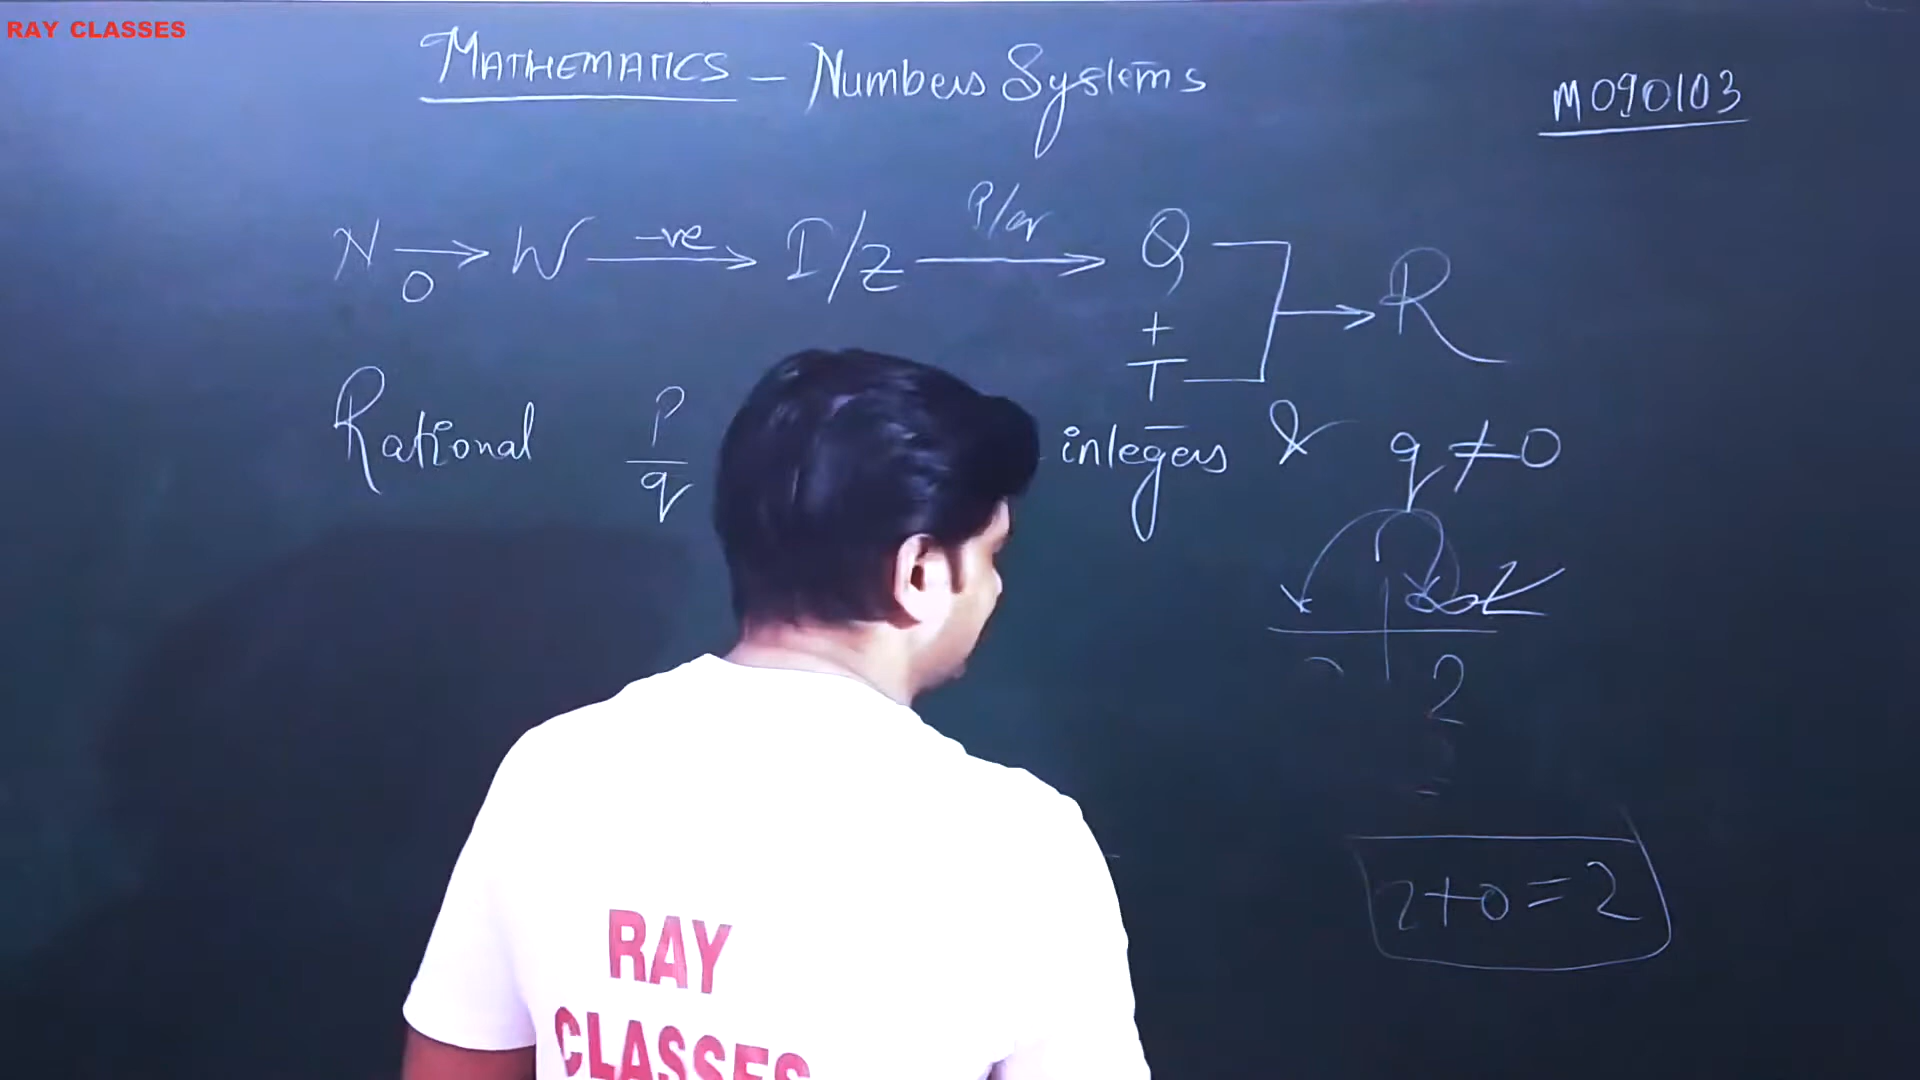 RAY CLASSES
MATHEMATICS - Numbers Systems
M090103
N → W -ve → I/Z P/q → Q
0
+
T
→ R
Rational P/q integers & q ≠ 0
2
2+0=2
RAY
CLASSES